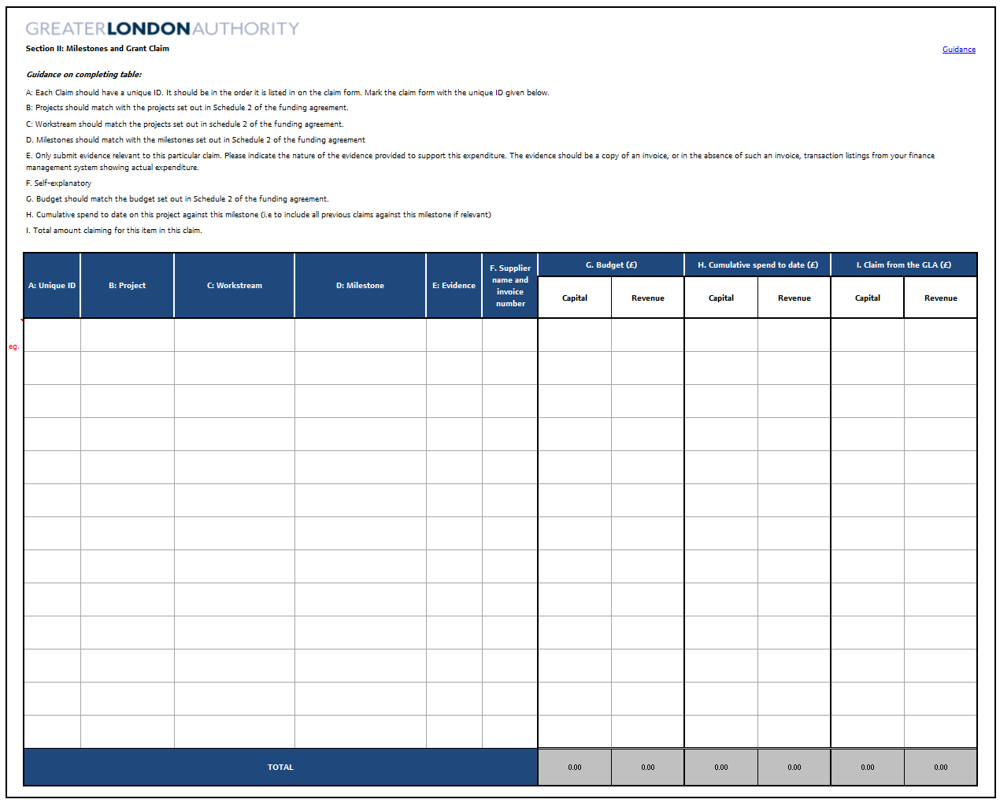 GREATERLONDONAUTHORITY
Section II: Milestones and Grant Claim
Guidance
Guidance on completing table:
A: Each Claim should have a unique ID. It should be in the order it is listed in on the claim form. Mark the claim form with the unique ID given below.
B: Projects should match with the projects set out in Schedule 2 of the funding agreement.
C: Workstream should match the projects set out in schedule 2 of the funding agreement.
D. Milestones should match with the milestones set out in Schedule 2 of the funding agreement
E. Only submit evidence relevant to this particular claim. Please indicate the nature of the evidence provided to support this expenditure. The evidence should be a copy of an invoice, or in the absence of such an invoice, transaction listings from your finance
management system showing actual expenditure.
F. Self-explanatory
G. Budget should match the budget set out in Schedule 2 of the funding agreement.
H. Cumulative spend to date on this project against this milestone (i.e to include all previous claims against this milestone if relevant)
I. Total amount claiming for this item in this claim.
A: Unique ID
B: Project
C: Workstream
D: Milestone
E: Evidence
F. Supplier
name and
invoice
number
G. Budget (£)
H. Cumulative spend to date (£)
I. Claim from the GLA (£)
Capital
Revenue
Capital
Revenue
Capital
Revenue
eg.
TOTAL
0.00
0.00
0.00
0.00
0.00
0.00